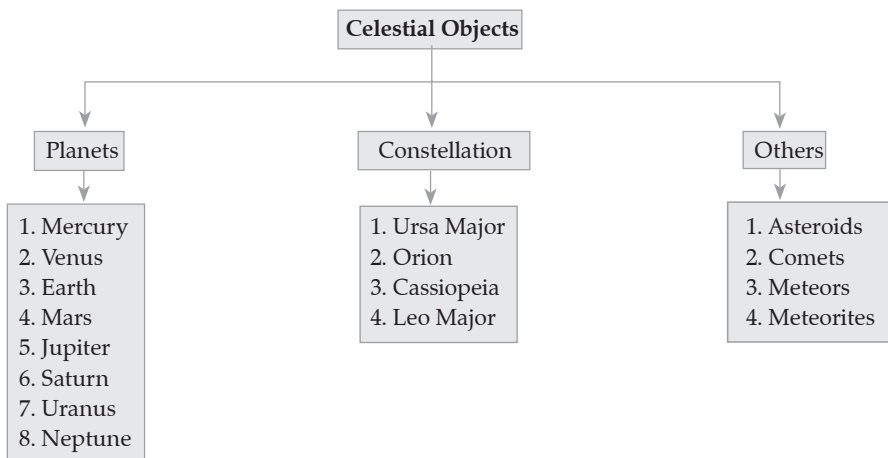 Celestial Objects
Planets
Constellation
Others
1. Mercury
2. Venus
3. Earth
4. Mars
5. Jupiter
6. Saturn
7. Uranus
8. Neptune
1. Ursa Major
2. Orion
3. Cassiopeia
4. Leo Major
1. Asteroids
2. Comets
3. Meteors
4. Meteorites